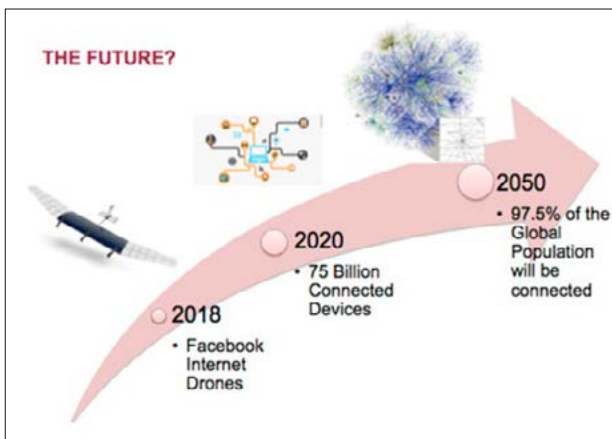 THE FUTURE?
2050
• 97.5% of the
Global
Population
will be
connected
2020
• 75 Billion
Connected
Devices
2018
• Facebook
Internet
Drones